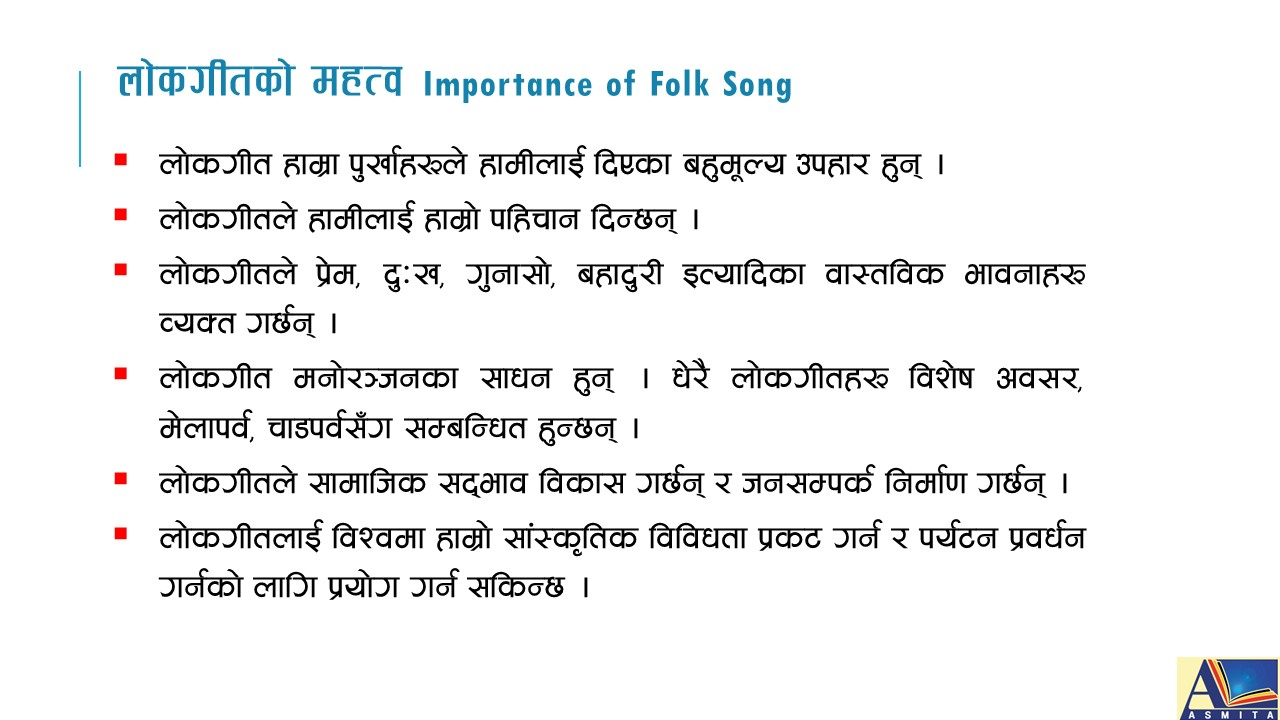 लोकगीतको महत्व Importance of Folk Song
लोकगीत हाम्रा पुर्खाहरूले हामीलाई दिएका बहुमूल्य उपहार हुन् ।
लोकगीतले हामीलाई हाम्रो पहिचान दिन्छन् ।
लोकगीतले प्रेम, दुःख, गुनासो, बहादुरी इत्यादिका वास्तविक भावनाहरू
व्यक्त गर्छन् ।
लोकगीत मनोरञ्जनका साधन हुन् । धेरै लोकगीतहरू विशेष अवसर,
मेलापर्व, चाडपर्वसँग सम्बन्धित हुन्छन् ।
लोकगीतले सामाजिक सद्भाव विकास गर्छन् र जनसम्पर्क निर्माण गर्छन् ।
लोकगीतलाई विश्वमा हाम्रो सांस्कृतिक विविधता प्रकट गर्न र पर्यटन प्रवर्धन
गर्नको लागि प्रयोग गर्न सकिन्छ ।
ASMITA